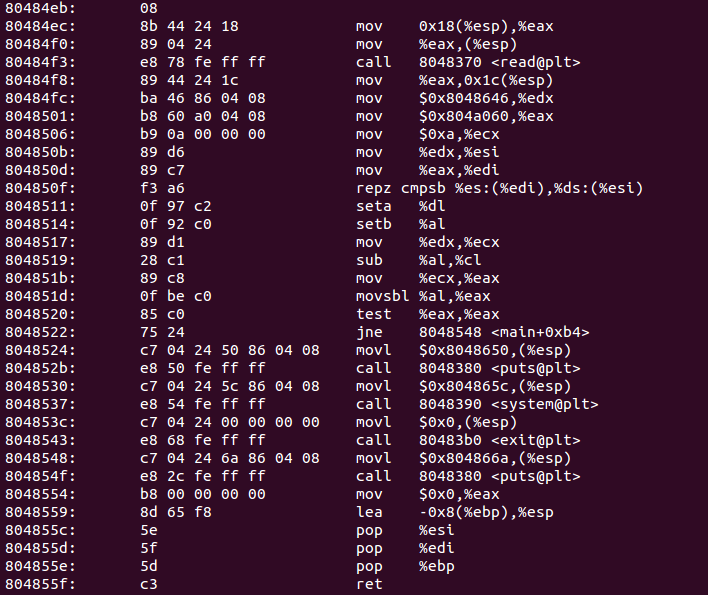 80484eb: 08
80484ec: 8b 44 24 18 mov 0x18(%esp),%eax
80484f0: 89 04 24 mov %eax,(%esp)
80484f3: e8 78 fe ff ff call 8048370 <read@plt>
80484f8: 89 44 24 1c mov %eax,0x1c(%esp)
80484fc: ba 46 86 04 08 mov $0x8048646,%edx
8048501: b8 60 a0 04 08 mov $0x804a060,%eax
8048506: b9 0a 00 00 00 mov $0xa,%ecx
804850b: 89 d6 mov %edx,%esi
804850d: 89 c7 mov %eax,%edi
804850f: f3 a6 repz cmpsb %es:(%edi),%ds:(%esi)
8048511: 0f 97 c2 seta %dl
8048514: 0f 92 c0 setb %al
8048517: 89 d1 mov %edx,%ecx
8048519: 28 c1 sub %al,%cl
804851b: 89 c8 mov %ecx,%eax
804851d: 0f be c0 movsbl %al,%eax
8048520: 85 c0 test %eax,%eax
8048522: 75 24 jne 8048548 <main+0xb4>
8048524: c7 04 24 50 86 04 08 movl $0x8048650,(%esp)
804852b: e8 50 fe ff ff call 8048380 <puts@plt>
8048530: c7 04 24 5c 86 04 08 movl $0x804865c,(%esp)
8048537: e8 54 fe ff ff call 8048390 <system@plt>
804853c: c7 04 24 00 00 00 00 movl $0x0,(%esp)
8048543: e8 68 fe ff ff call 80483b0 <exit@plt>
8048548: c7 04 24 6a 86 04 08 movl $0x804866a,(%esp)
804854f: e8 2c fe ff ff call 8048380 <puts@plt>
8048554: b8 00 00 00 00 mov $0x0,%eax
8048559: 8d 65 f8 lea -0x8(%ebp),%esp
804855c: 5e pop %esi
804855d: 5f pop %edi
804855e: 5d pop %ebp
804855f: c3 ret